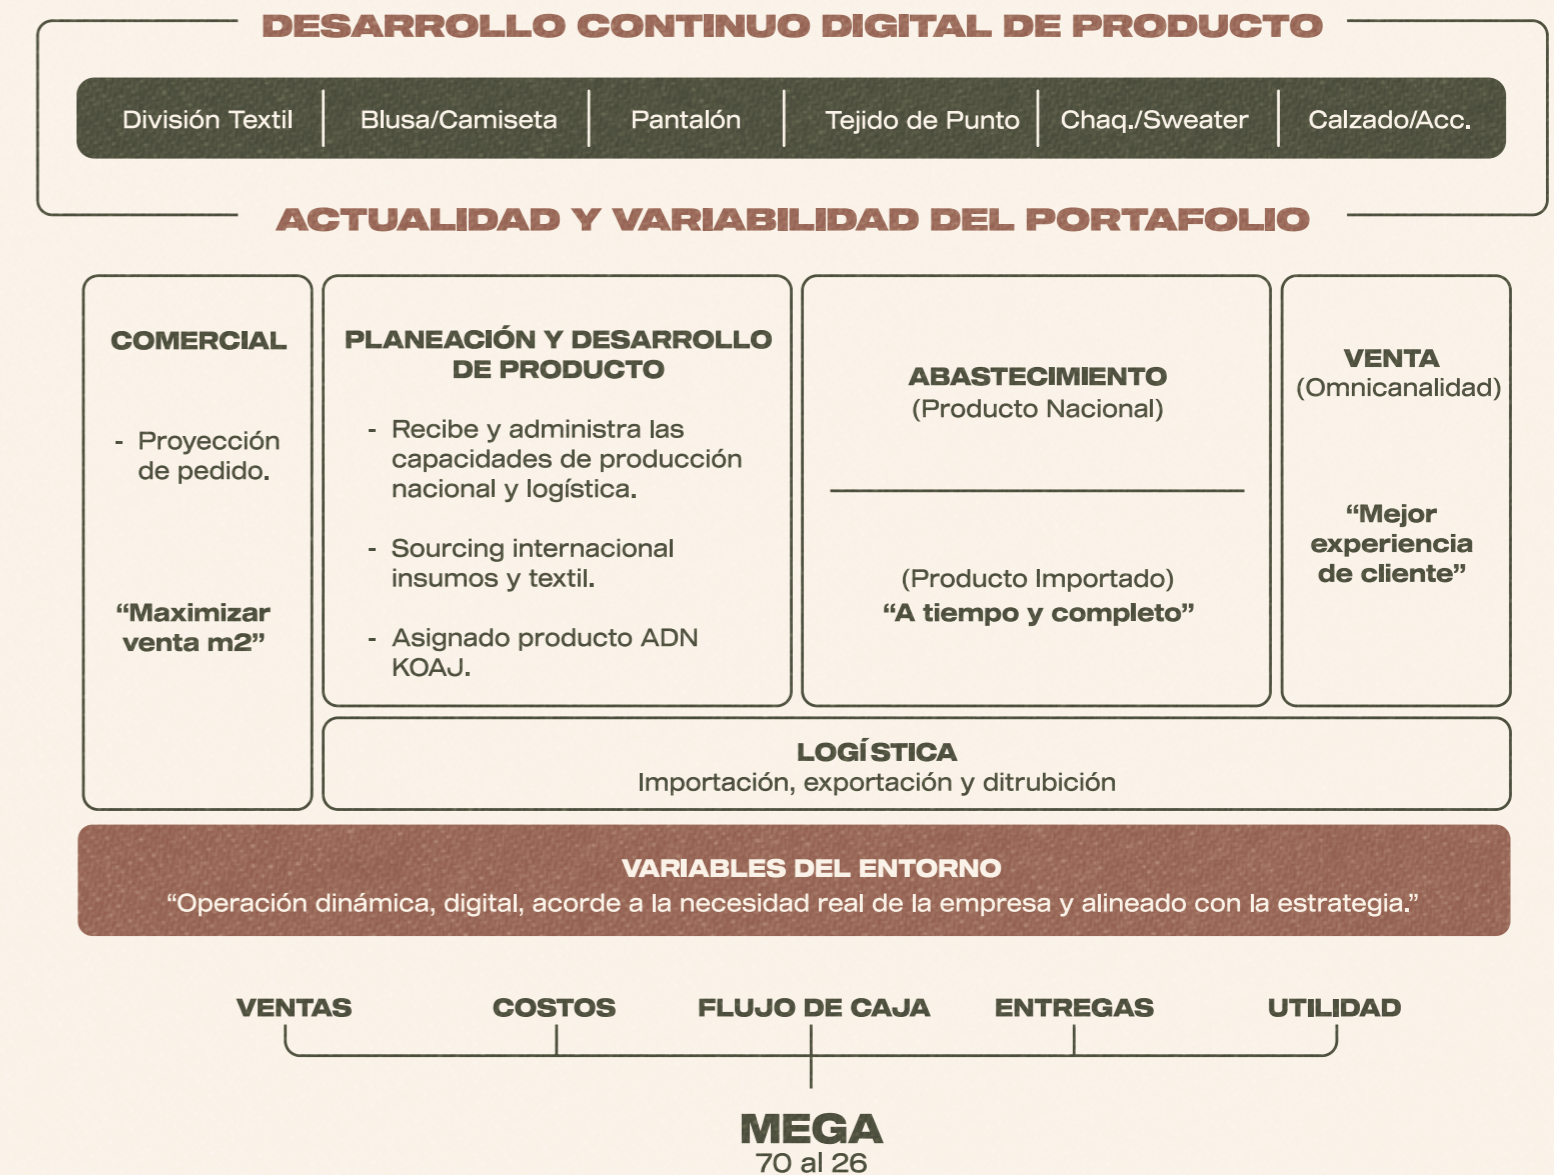 DESARROLLO CONTINUO DIGITAL DE PRODUCTO
División Textil
Blusa/Camiseta
Pantalón
Tejido de Punto
Chaq./Sweater
Calzado/Acc.
ACTUALIDAD Y VARIABILIDAD DEL PORTAFOLIO
COMERCIAL
- Proyección
de pedido.
“Maximizar
venta m2”
PLANEACIÓN Y DESARROLLO
DE PRODUCTO
- Recibe y administra las
capacidades de producción
nacional y logística.
- Sourcing internacional
insumos y textil.
- Asignado producto ADN
KOAJ.
ABASTECIMIENTO
(Producto Nacional)
(Producto Importado)
“A tiempo y completo”
VENTA
(Omnicanalidad)
“Mejor
experiencia
de cliente”
LOGÍSTICA
Importación, exportación y ditrubición
VARIABLES DEL ENTORNO
“Operación dinámica, digital, acorde a la necesidad real de la empresa y alineado con la estrategia.”
VENTAS
COSTOS
FLUJO DE CAJA
ENTREGAS
UTILIDAD
MEGA
70 al 26